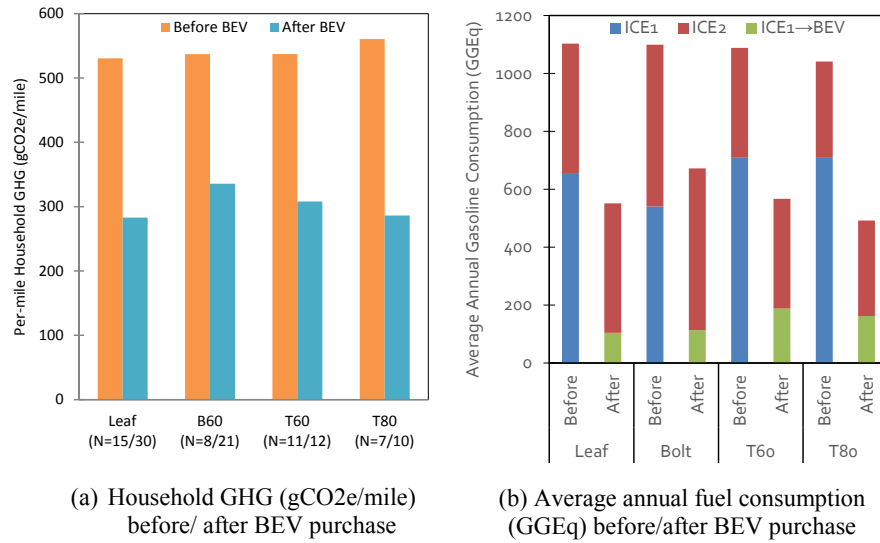 Per-mile Household GHG (gCO2e/mile)
600
500
400
300
200
100
0
Before BEV
After BEV
Leaf
(N=15/30)
B60
(N=8/21)
T60
(N=11/12)
T80
(N=7/10)
(a) Household GHG (gCO2e/mile)
before/ after BEV purchase
Average Annual Gasoline Consumption (GGEq)
1200
1000
800
600
400
200
0
ICE1
ICE2
ICE1→BEV
Before
After
Before
After
Before
After
Before
After
Leaf
Bolt
T60
T80
(b) Average annual fuel consumption
(GGEq) before/after BEV purchase